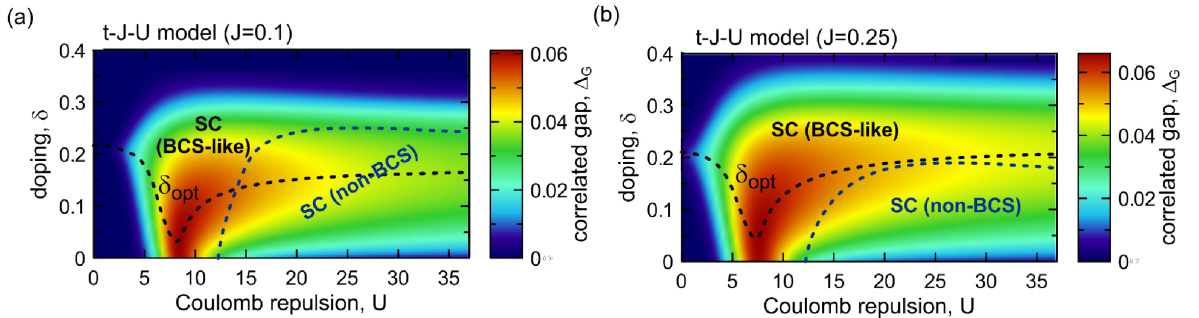 (a)
t-J-U model (J=0.1)
0.4
0.3
0.2
0.1
0
doping, δ
0 5 10 15 20 25 30 35
Coulomb repulsion, U
SC
(BCS-like)
δopt
SC (non-BCS)
0.06
0.04
0.02
0
correlated gap, ΔG
(b)
t-J-U model (J=0.25)
0.4
0.3
0.2
0.1
0
doping, δ
0 5 10 15 20 25 30 35
Coulomb repulsion, U
SC (BCS-like)
δopt
SC (non-BCS)
0.06
0.04
0.02
0
correlated gap, ΔG